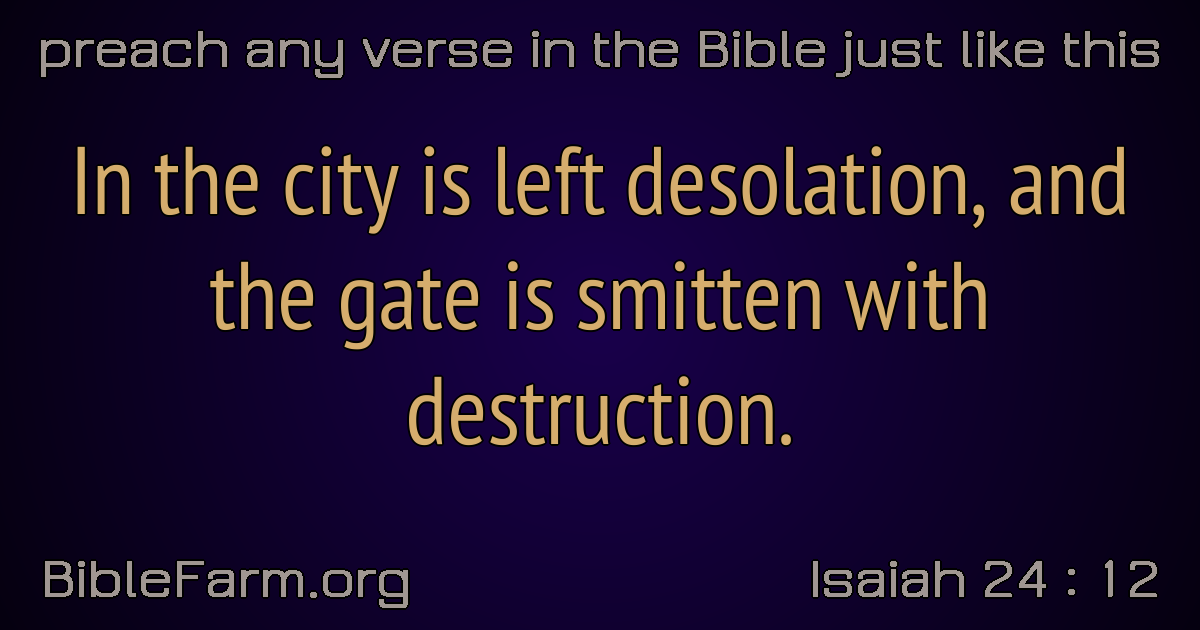 preach any verse in the Bible just like this
In the city is left desolation, and
the gate is smitten with
destruction.
BibleFarm.org
Isaiah 24 : 12